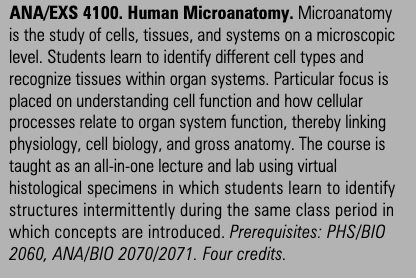 ANA/EXS 4100. Human Microanatomy. Microanatomy
is the study of cells, tissues, and systems on a microscopic
level. Students learn to identify different cell types and
recognize tissues within organ systems. Particular focus is
placed on understanding cell function and how cellular
processes relate to organ system function, thereby linking
physiology, cell biology, and gross anatomy. The course is
taught as an all-in-one lecture and lab using virtual
histological specimens in which students learn to identify
structures intermittently during the same class period in
which concepts are introduced. Prerequisites: PHS/BIO
2060, ANA/BIO 2070/2071. Four credits.